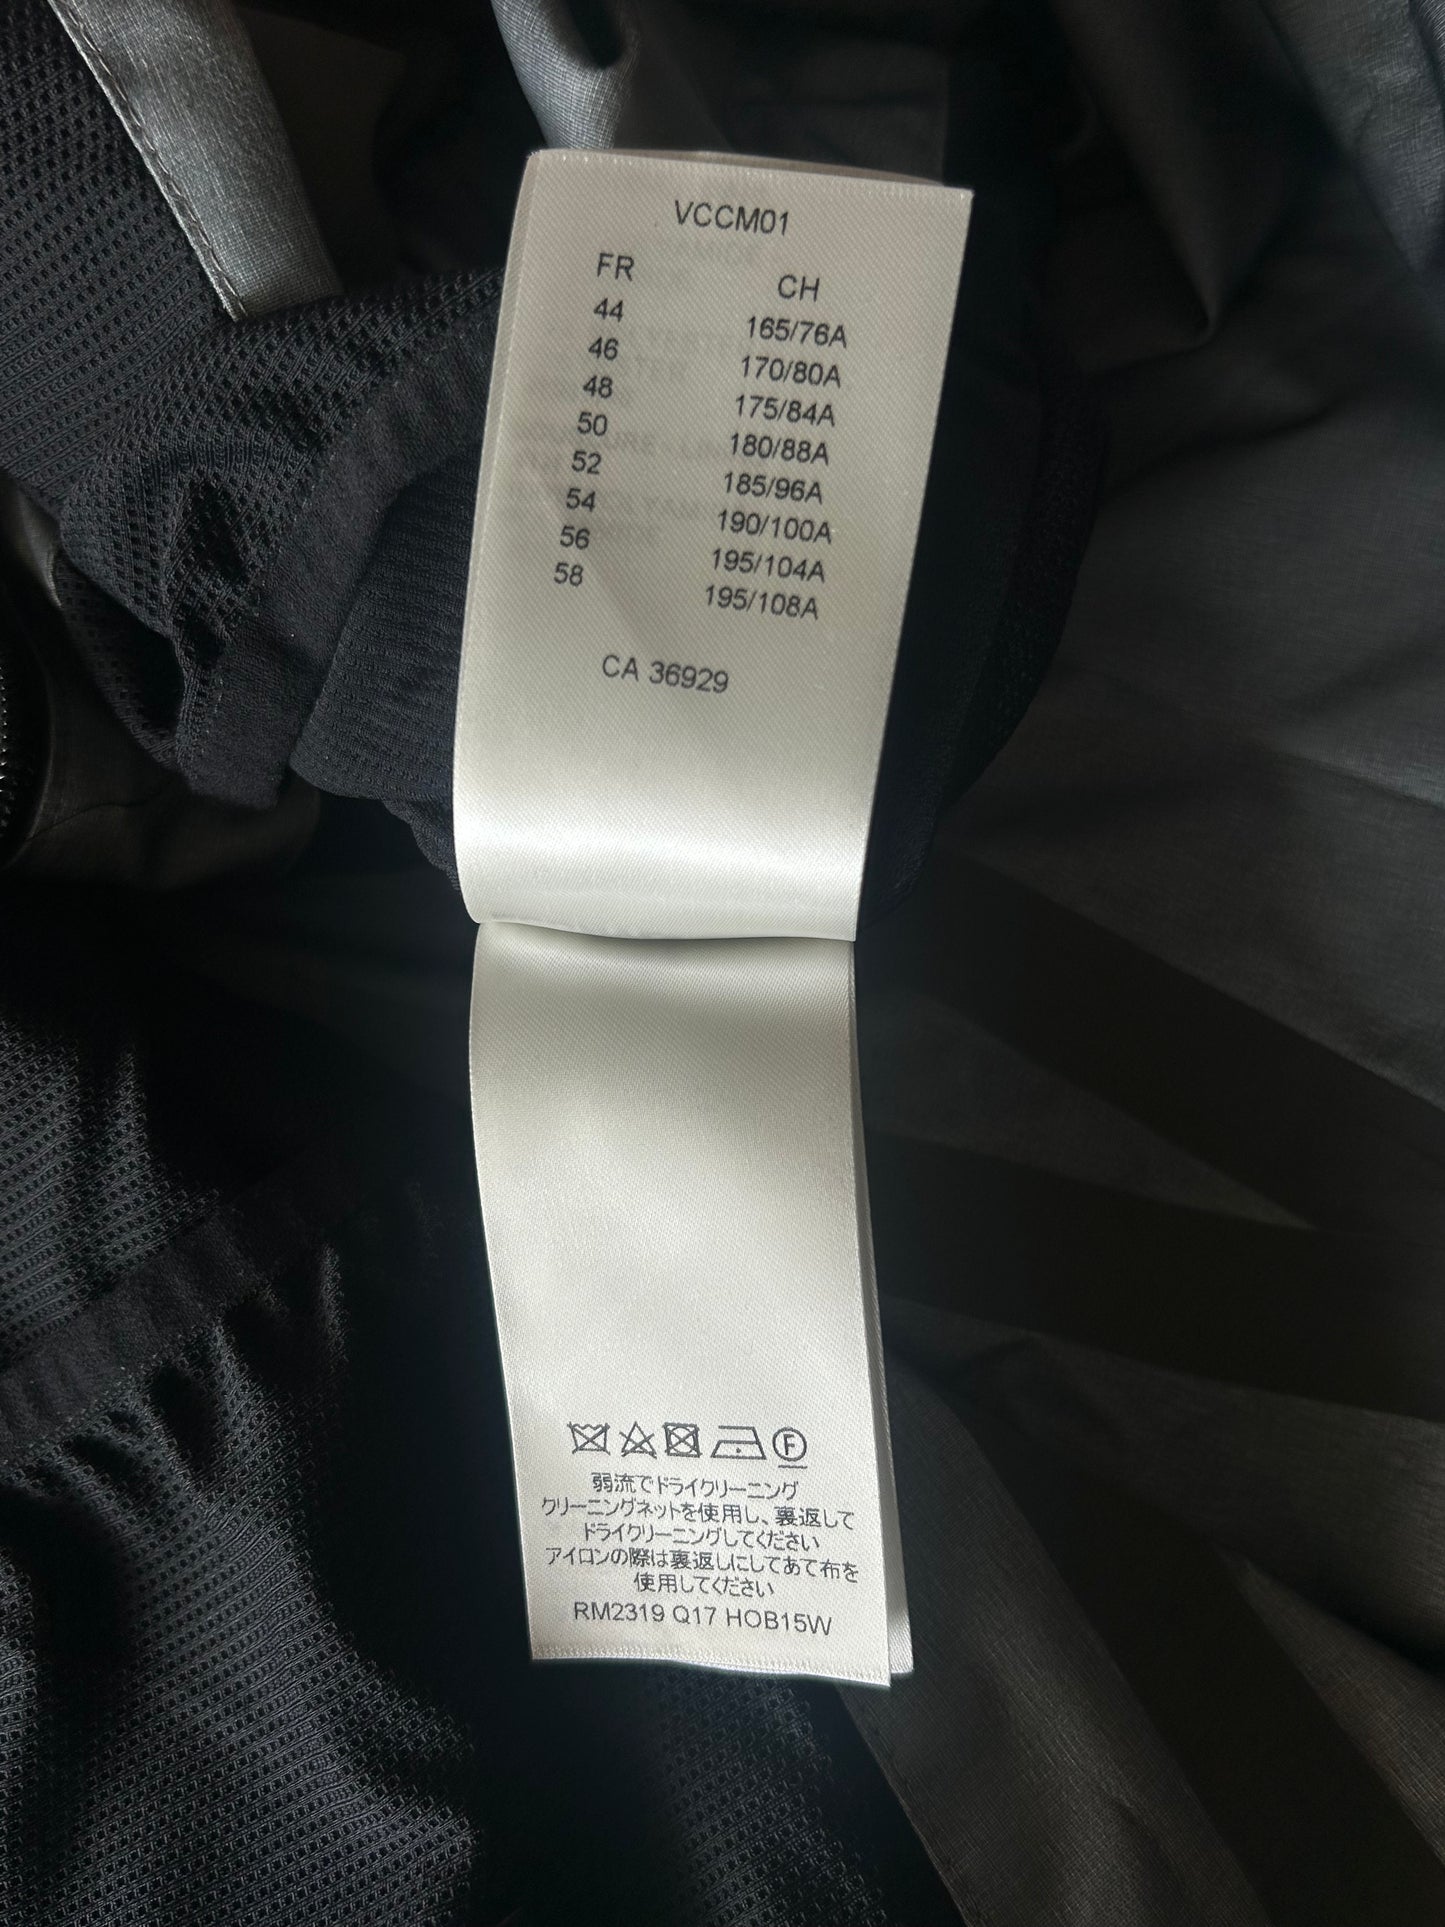 VCCM01
FR CH
44 165/76A
46 170/80A
48 175/84A
50 180/88A
52 185/96A
54 190/100A
56 195/104A
58 195/108A
CA 36929
F
弱流でドライクリーニング
クリーニングネットを使用し、裏返して
ドライクリーニングしてください
アイロンの際は裏返しにしてあて布を
使用してください
RM2319 Q17 HOB15W